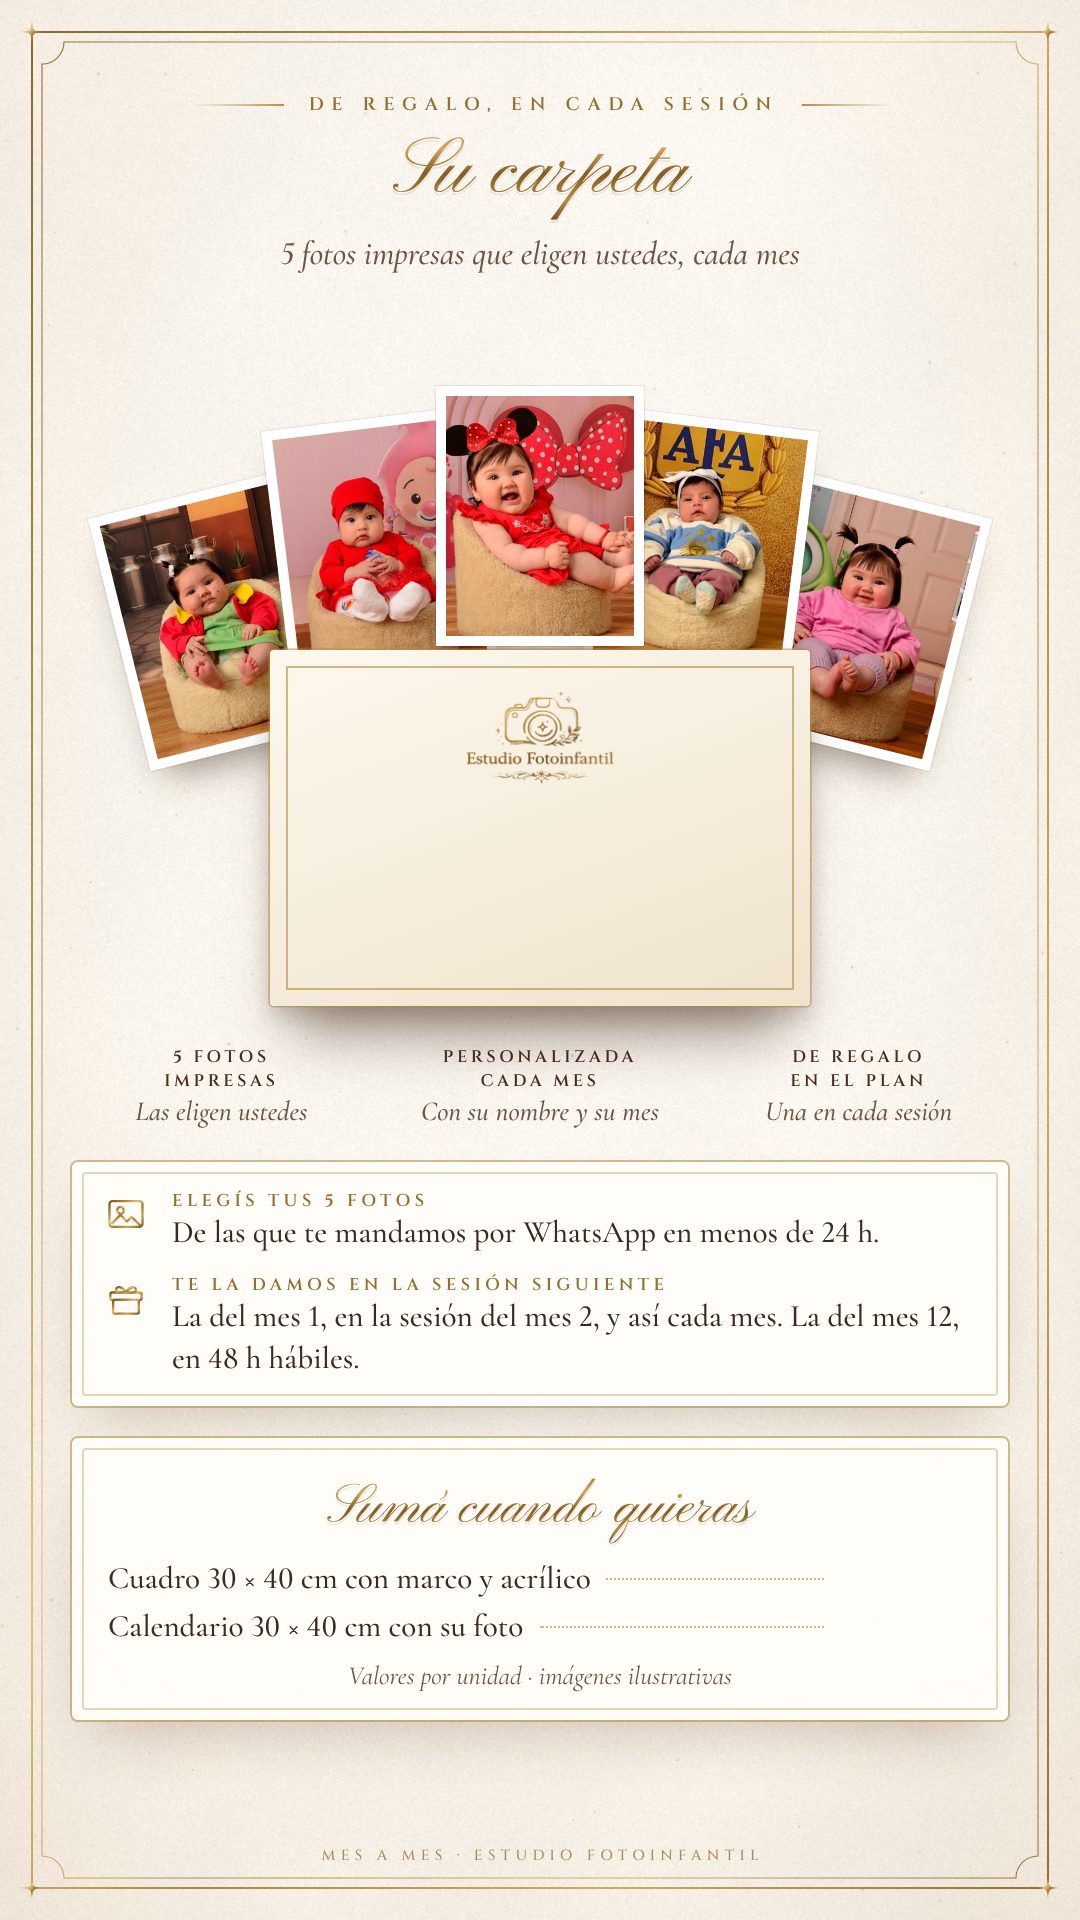 DE REGALO, EN CADA SESIÓN
Su carpeta
5 fotos impresas que eligen ustedes, cada mes
AFA
Estudio Fotoinfantil
5 FOTOS
IMPRESAS
Las eligen ustedes
PERSONALIZADA
CADA MES
Con su nombre y su mes
DE REGALO
EN EL PLAN
Una en cada sesión
ELEGÍS TUS 5 FOTOS
De las que te mandamos por WhatsApp en menos de 24 h.
TE LA DAMOS EN LA SESIÓN SIGUIENTE
La del mes 1, en la sesión del mes 2, y así cada mes. La del mes 12,
en 48 h hábiles.
Sumá cuando quieras
Cuadro 30 × 40 cm con marco y acrílico
Calendario 30 × 40 cm con su foto
Valores por unidad · imágenes ilustrativas
MES A MES · ESTUDIO FOTOINFANTIL